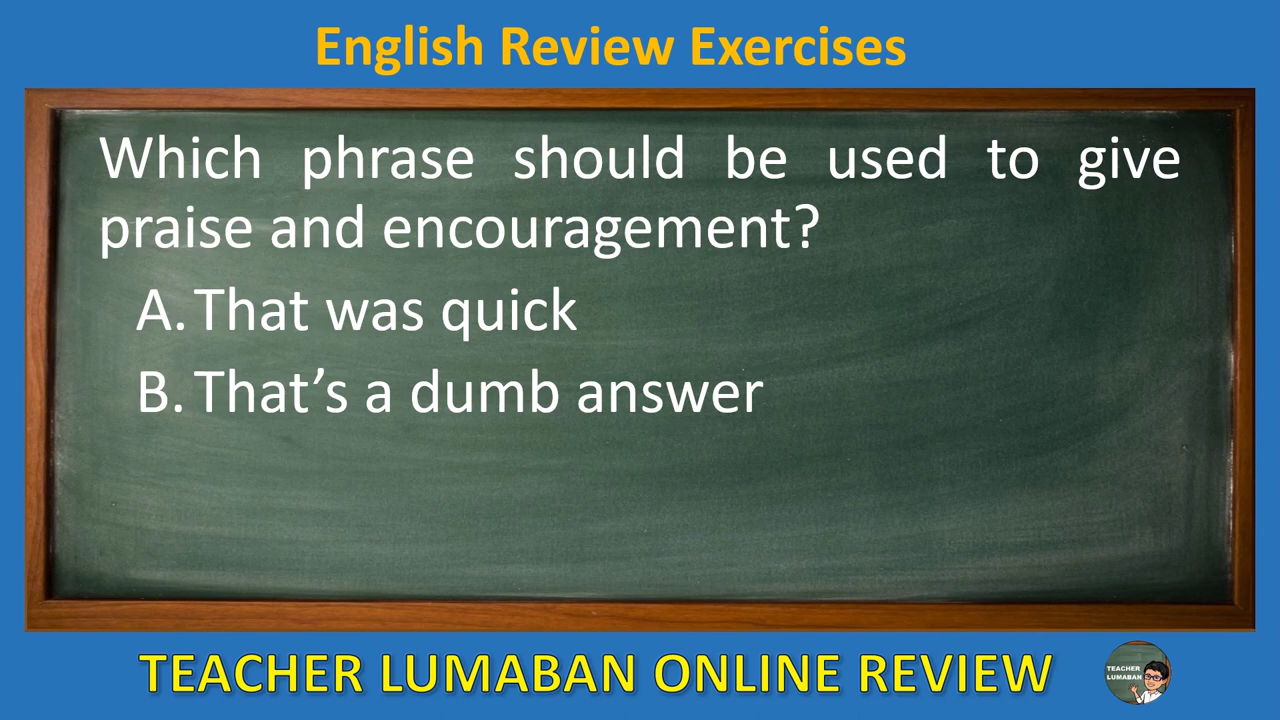 English Review Exercises
Which phrase should be used to give
praise and encouragement?
A. That was quick
B. That’s a dumb answer
TEACHER LUMABAN ONLINE REVIEW
TEACHER
LUMABAN